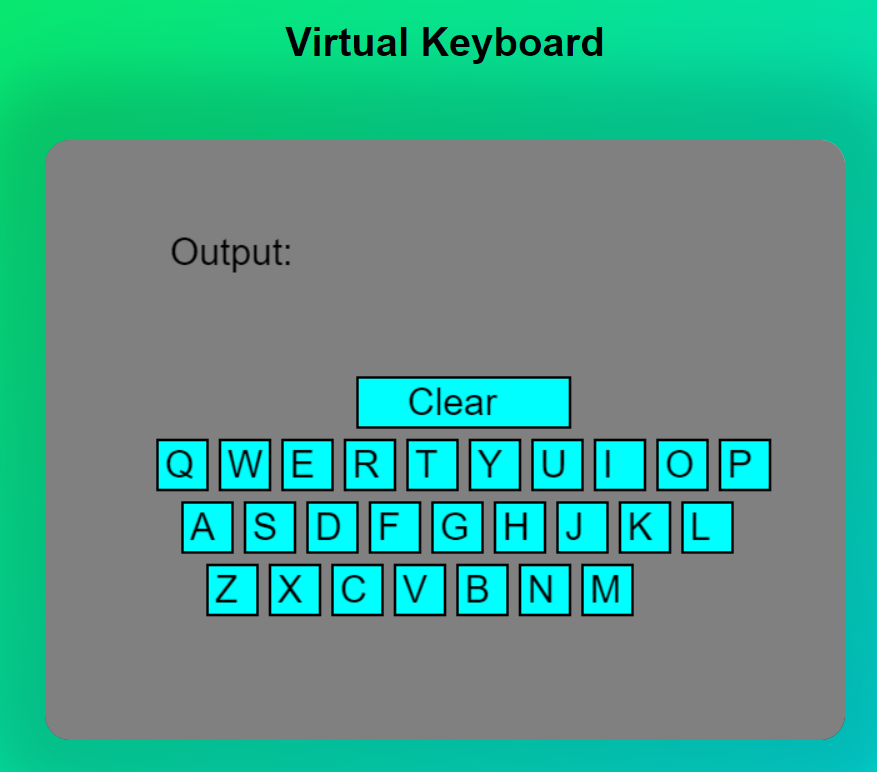 Virtual Keyboard
Output:
Clear
Q W E R T Y U I O P
A S D F G H J K L
Z X C V B N M